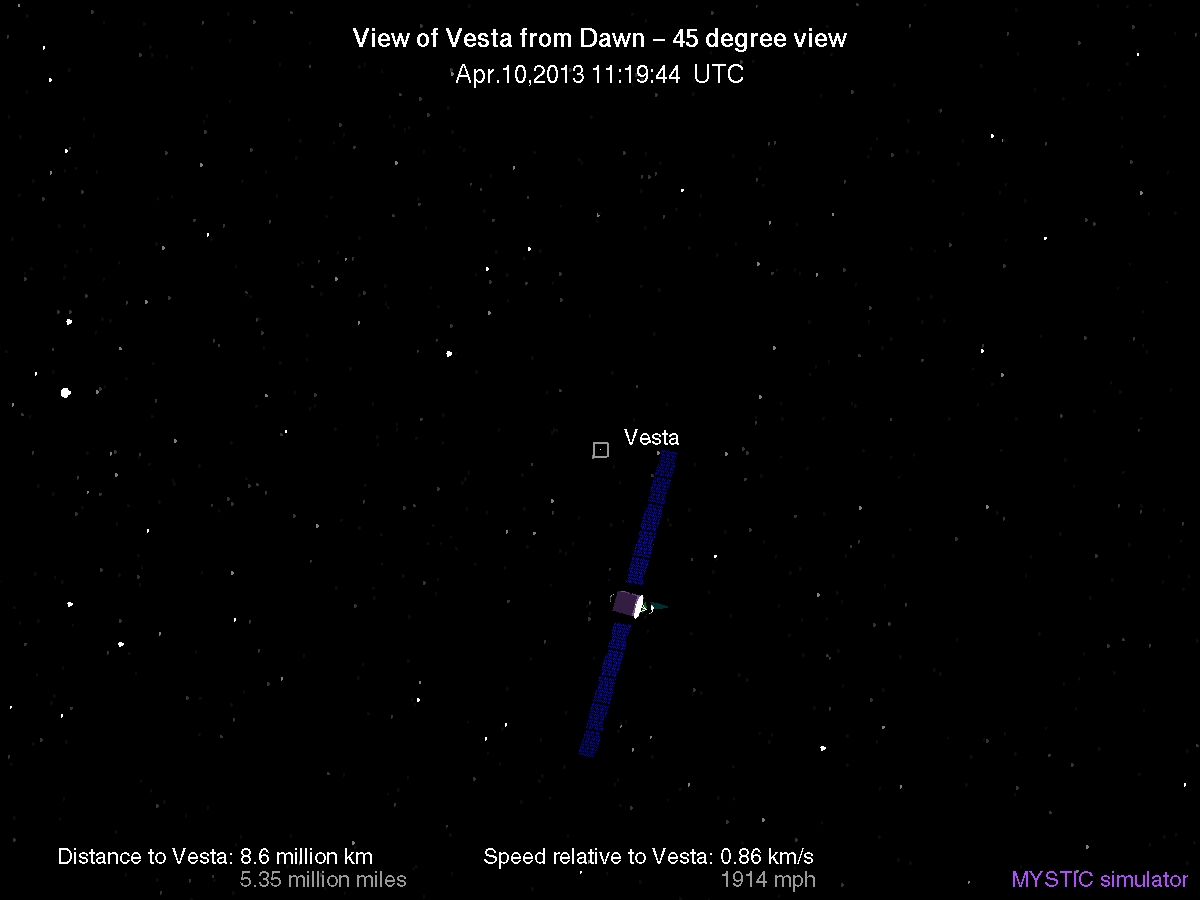 View of Vesta from Dawn – 45 degree view
Apr.10,2013 11:19:44 UTC
Vesta
Distance to Vesta: 8.6 million km
5.35 million miles
Speed relative to Vesta: 0.86 km/s
1914 mph
MYSTIC simulator